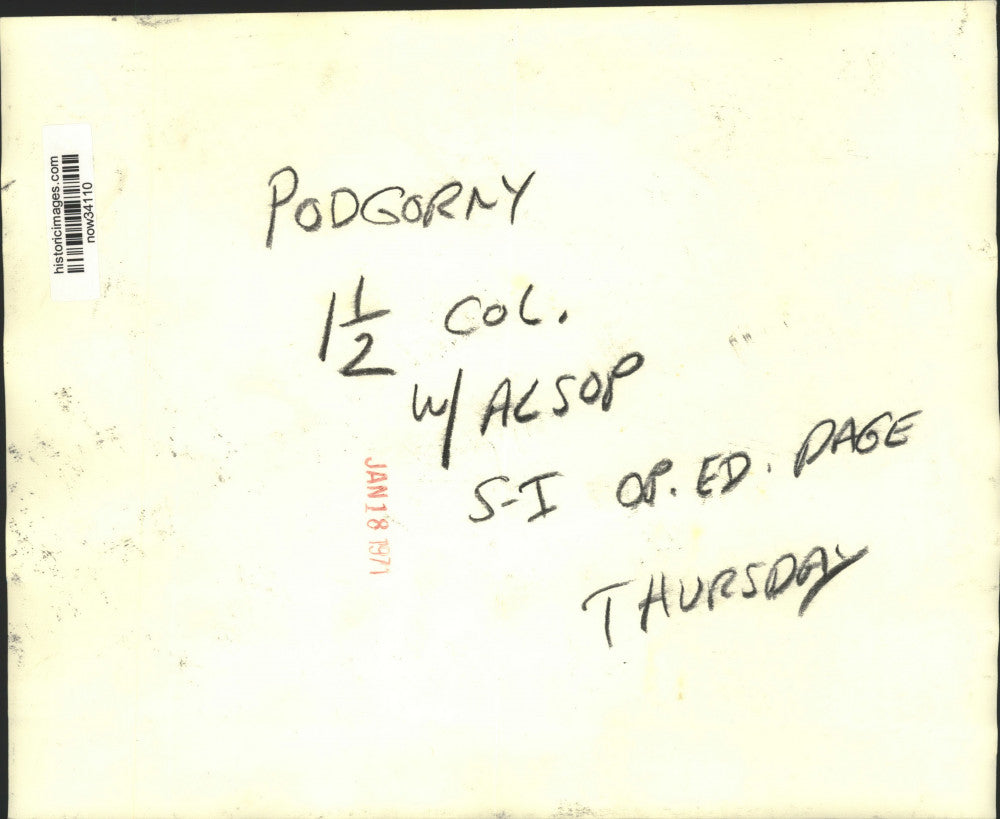 historicimages.com
now34110
PODGORNY
1 1/2 COL.
W/ ALSOP
S-I OP. ED. PAGE
THURSDAY
JAN 18 1971